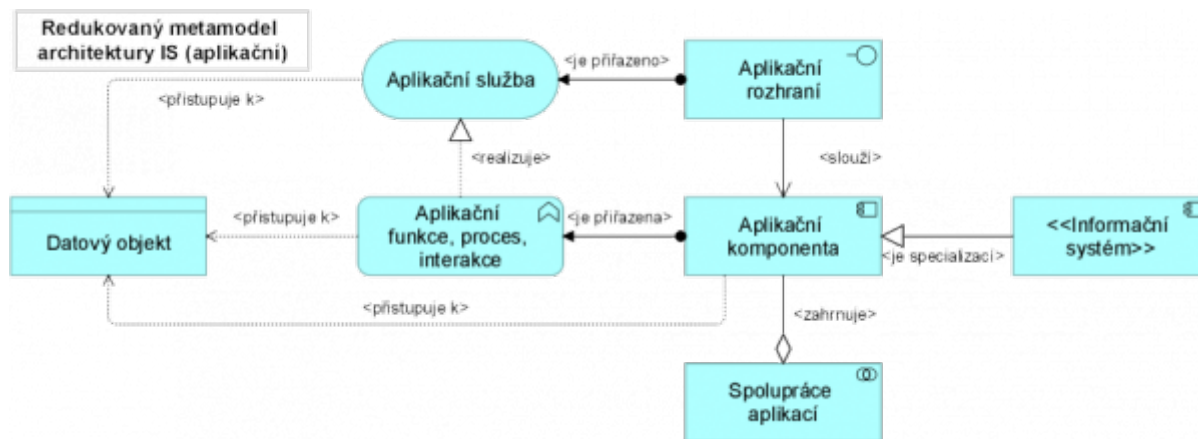 Redukovaný metamodel
architektury IS (aplikační)
Aplikační služba
<je přiřazeno>
Aplikační
rozhraní
<přistupuje k>
<realizuje>
<slouží>
Datový objekt
<přistupuje k>
Aplikační
funkce, proces,
interakce
<je přiřazena>
Aplikační
komponenta
<je specializací>
<<Informační
systém>>
<přistupuje k>
<zahrnuje>
Spolupráce
aplikací